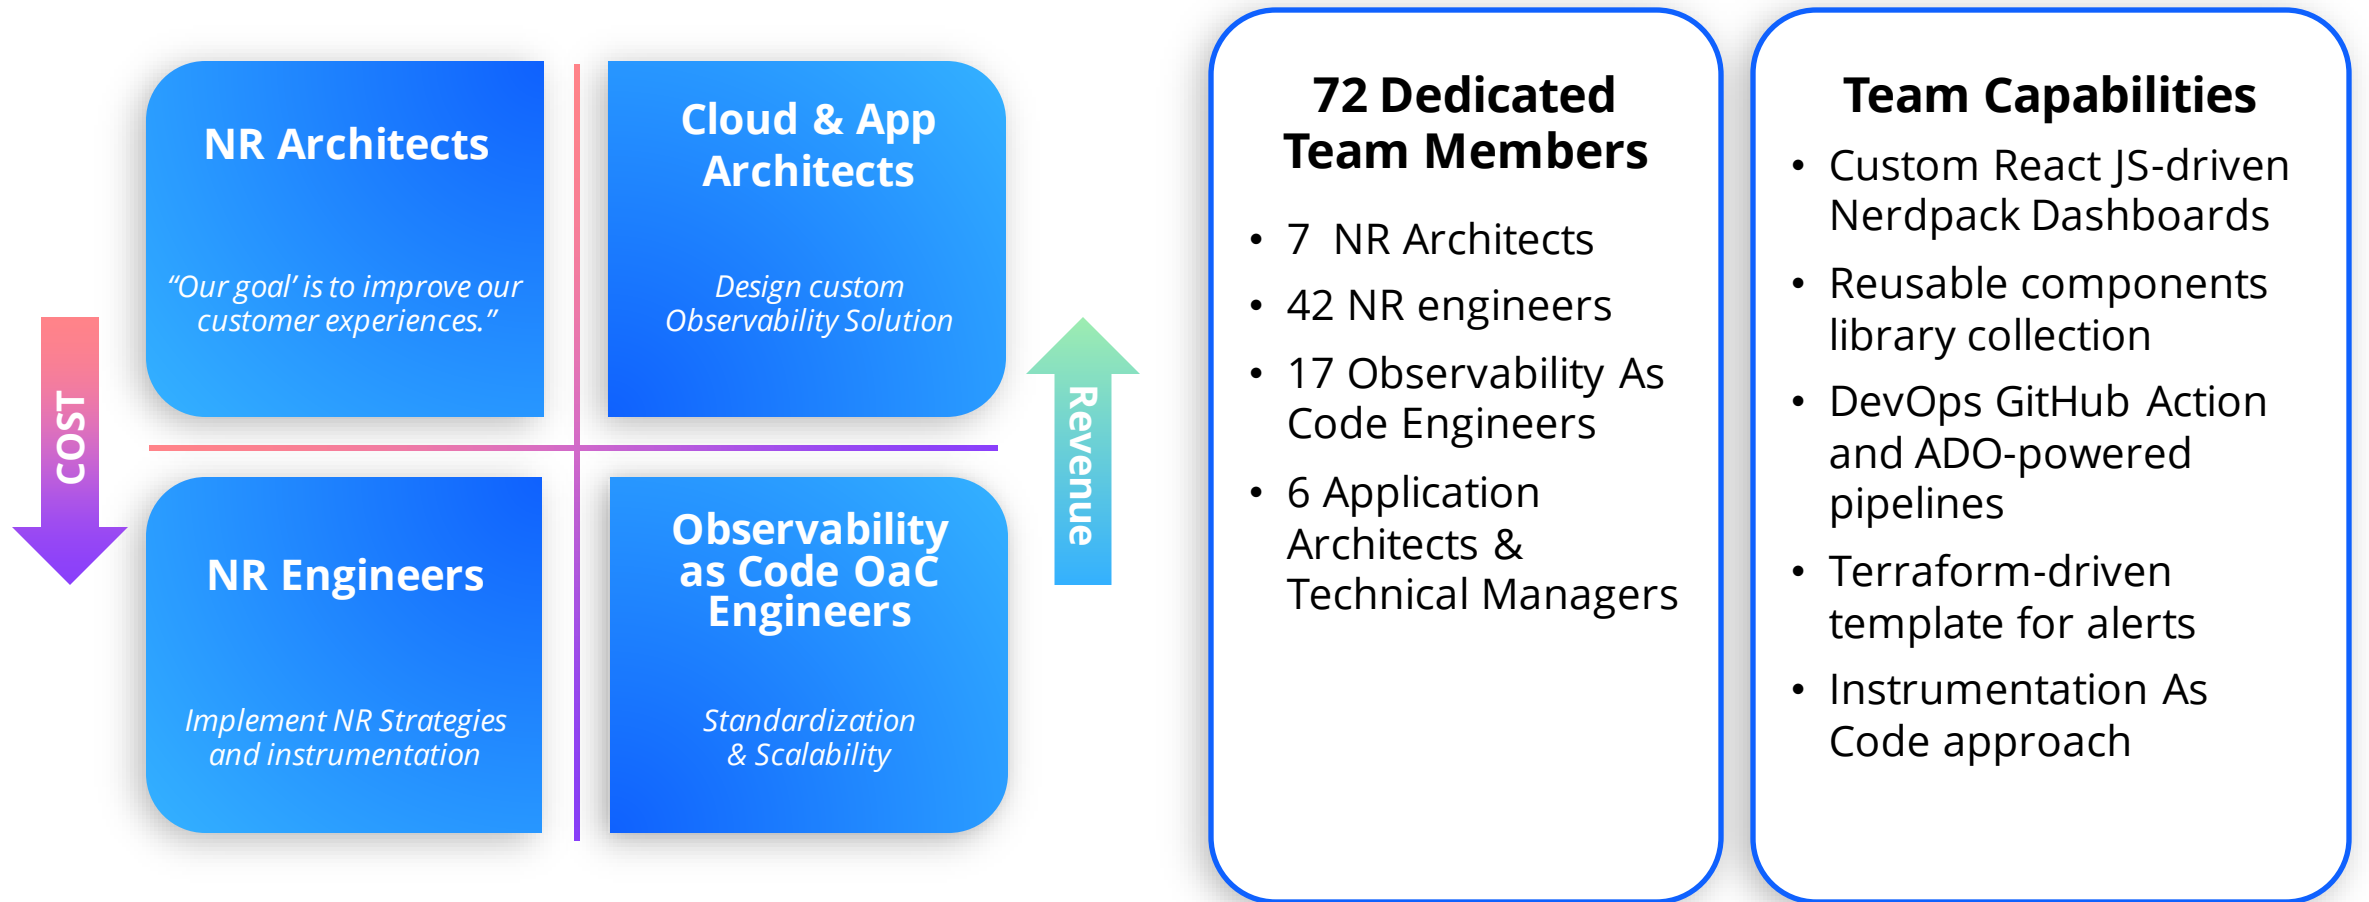 COST
NR Architects
“Our goal’ is to improve our
customer experiences.”
Cloud & App
Architects
Design custom
Observability Solution
NR Engineers
Implement NR Strategies
and instrumentation
Observability
as Code OaC
Engineers
Standardization
& Scalability
Revenue
72 Dedicated
Team Members
• 7 NR Architects
• 42 NR engineers
• 17 Observability As
Code Engineers
• 6 Application
Architects &
Technical Managers
Team Capabilities
• Custom React JS-driven
Nerdpack Dashboards
• Reusable components
library collection
• DevOps GitHub Action
and ADO-powered
pipelines
• Terraform-driven
template for alerts
• Instrumentation As
Code approach